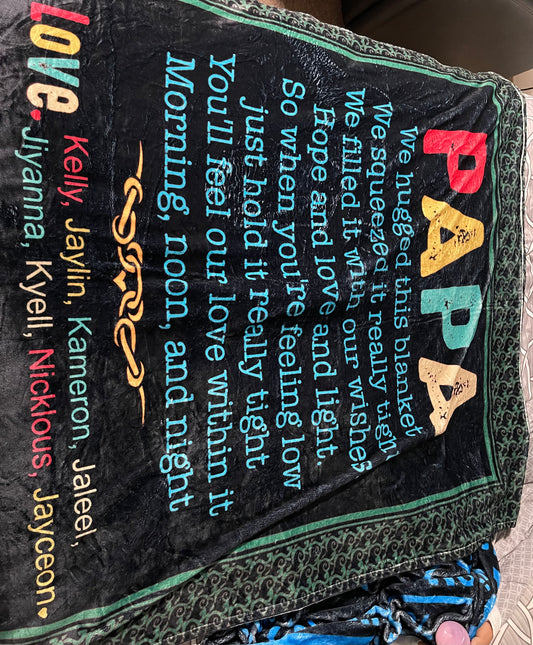 PAPA
We hugged this blanket
We squeezed it really tight
We filled it with our wishes
Hope and love and light.
So when you're feeling low
just hold it really tight
You'll feel our love within it
Morning, noon, and night
LOVE
Kelly, Jaylin, Kameron, Jaleel,
Jiyanna, Kyell, Nicklous, Jayceon